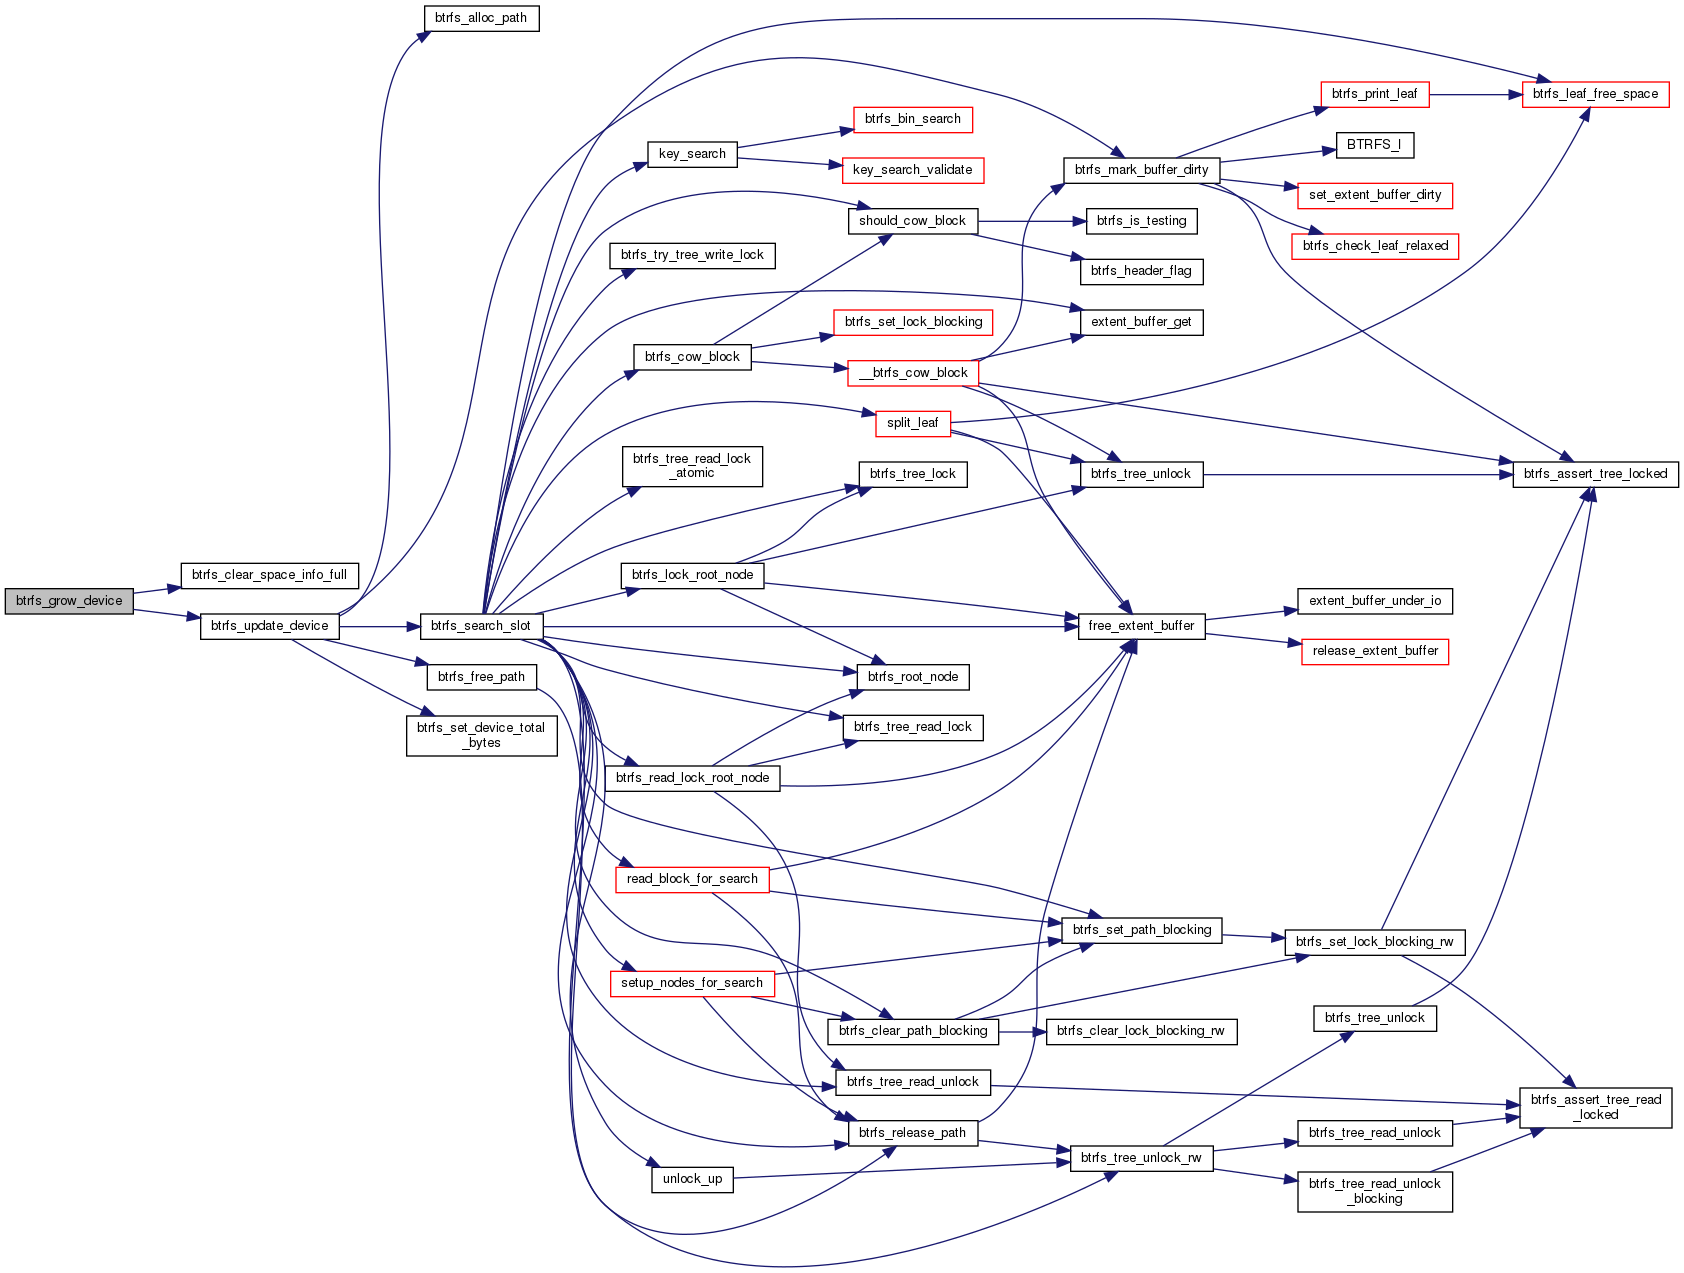 btrfs_alloc_path
btrfs_print_leaf
btrfs_leaf_free_space
btrfs_bin_search
BTRFS_I
key_search
key_search_validate
btrfs_mark_buffer_dirty
set_extent_buffer_dirty
should_cow_block
btrfs_is_testing
btrfs_check_leaf_relaxed
btrfs_try_tree_write_lock
btrfs_header_flag
btrfs_set_lock_blocking
extent_buffer_get
btrfs_cow_block
__btrfs_cow_block
split_leaf
btrfs_tree_read_lock
_atomic
btrfs_tree_lock
btrfs_tree_unlock
btrfs_assert_tree_locked
btrfs_clear_space_info_full
btrfs_lock_root_node
btrfs_grow_device
extent_buffer_under_io
btrfs_update_device
btrfs_search_slot
free_extent_buffer
release_extent_buffer
btrfs_free_path
btrfs_root_node
btrfs_set_device_total
_bytes
btrfs_tree_read_lock
btrfs_read_lock_root_node
read_block_for_search
btrfs_set_path_blocking
btrfs_set_lock_blocking_rw
setup_nodes_for_search
btrfs_clear_path_blocking
btrfs_clear_lock_blocking_rw
btrfs_tree_unlock
btrfs_tree_read_unlock
btrfs_assert_tree_read
_locked
btrfs_release_path
btrfs_tree_read_unlock
btrfs_tree_unlock_rw
unlock_up
btrfs_tree_read_unlock
_blocking